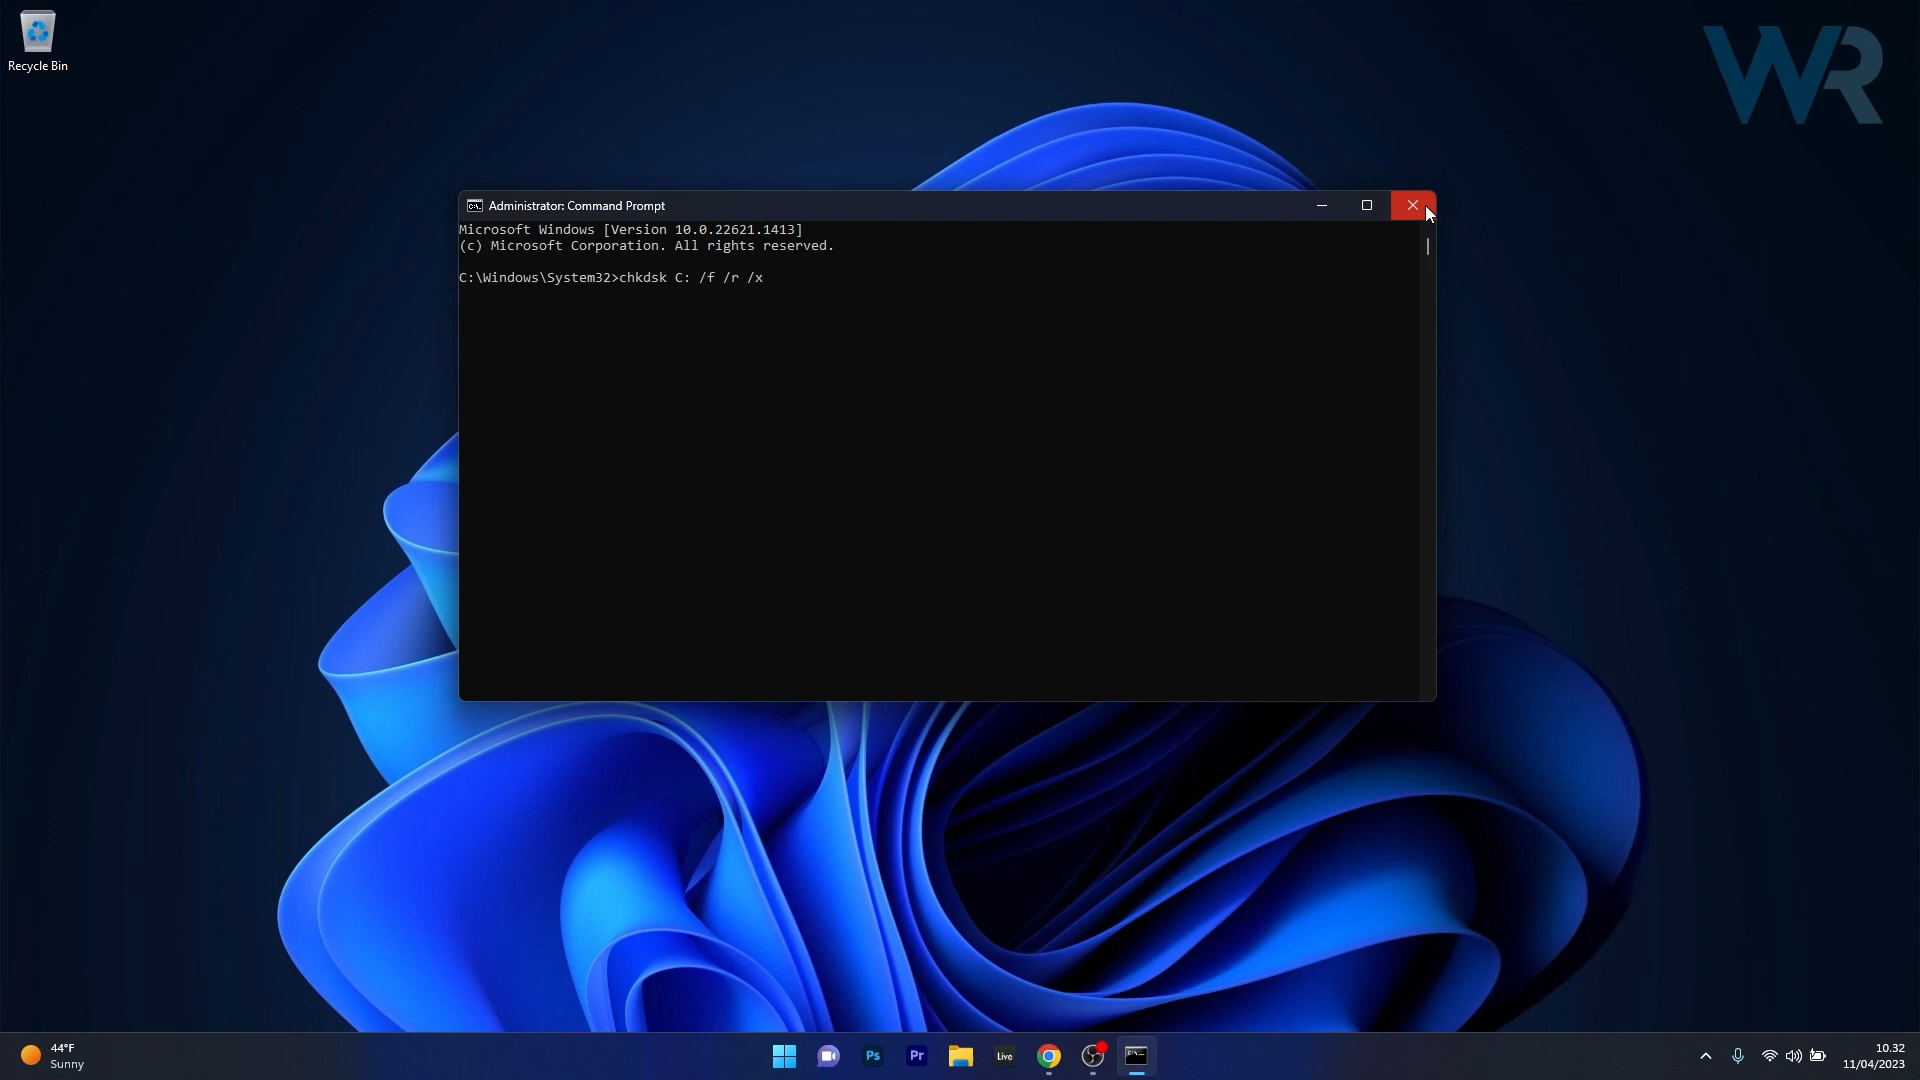 Recycle Bin
WR
Administrator: Command Prompt
Microsoft Windows [Version 10.0.22621.1413]
(c) Microsoft Corporation. All rights reserved.
C:\Windows\System32>chkdsk C: /f /r /x
44°F
Sunny
Ps
Pr
Live
10.32
11/04/2023